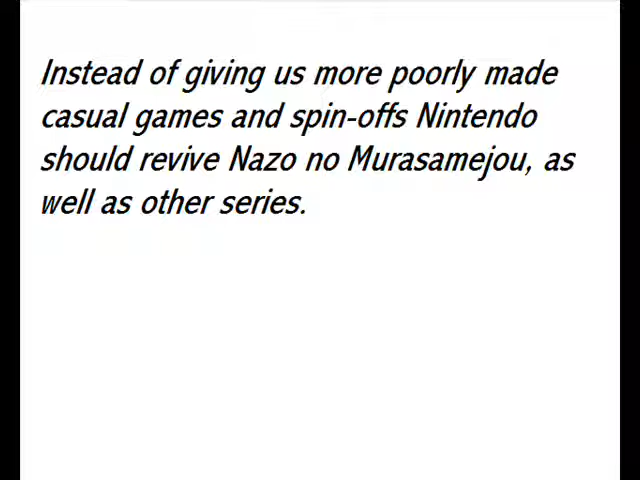 Instead of giving us more poorly made
casual games and spin-offs Nintendo
should revive Nazo no Murasamejou, as
well as other series.